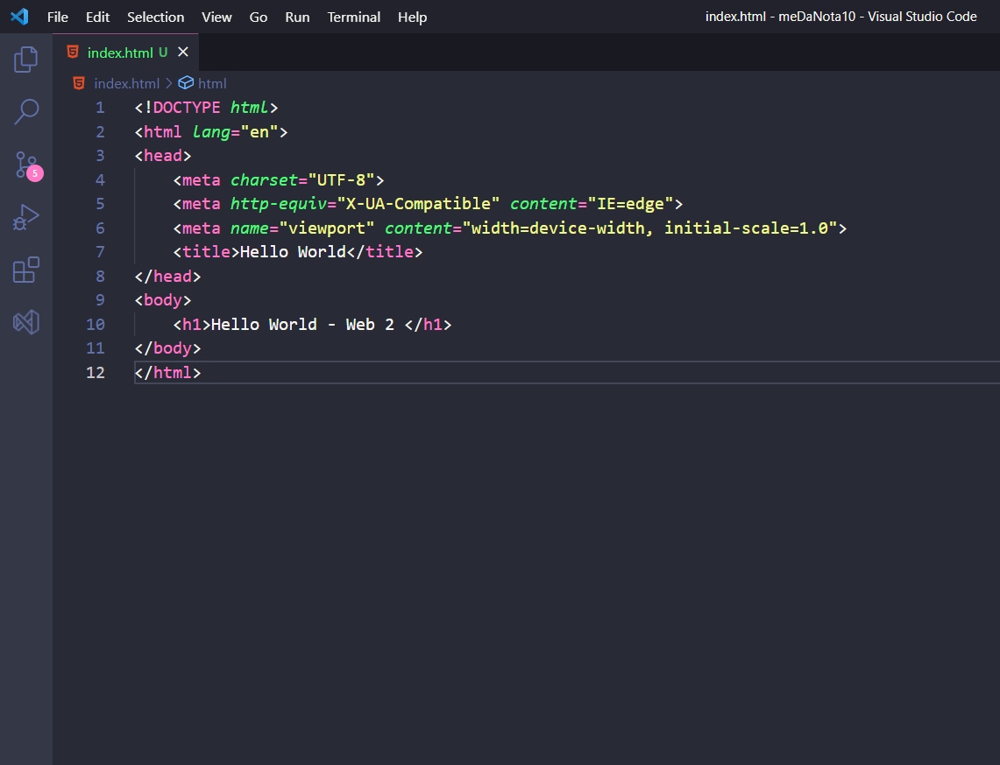 File Edit Selection View Go Run Terminal Help index.html - meDaNota10 - Visual Studio Code
index.html U
index.html > html
1 <!DOCTYPE html>
2 <html lang="en">
3 <head>
4     <meta charset="UTF-8">
5     <meta http-equiv="X-UA-Compatible" content="IE=edge">
6     <meta name="viewport" content="width=device-width, initial-scale=1.0">
7     <title>Hello World</title>
8 </head>
9 <body>
10     <h1>Hello World - Web 2 </h1>
11 </body>
12 </html>
5